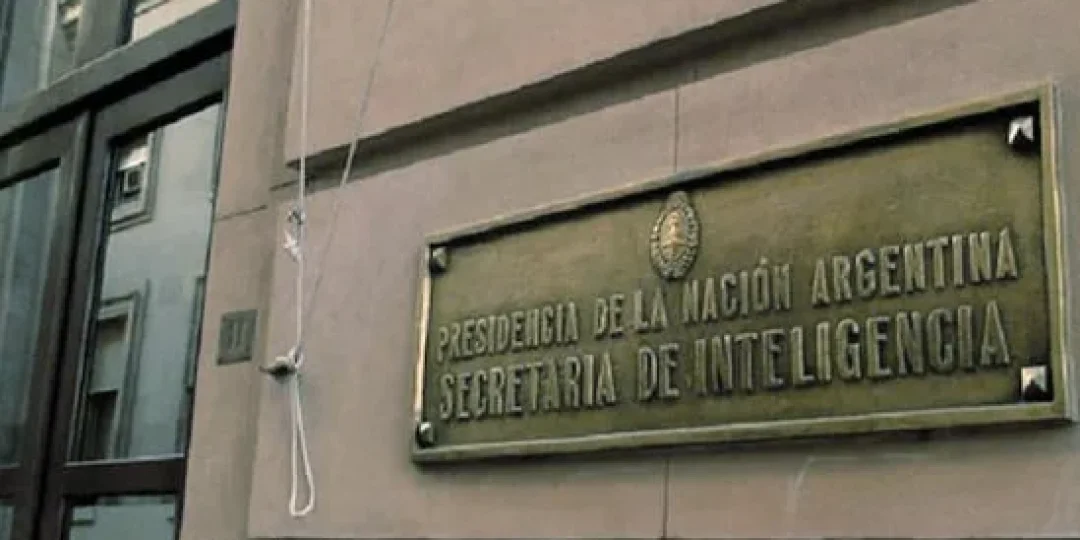 PRESIDENCIA DE LA NACIÓN ARGENTINA
SECRETARIA DE INTELIGENCIA